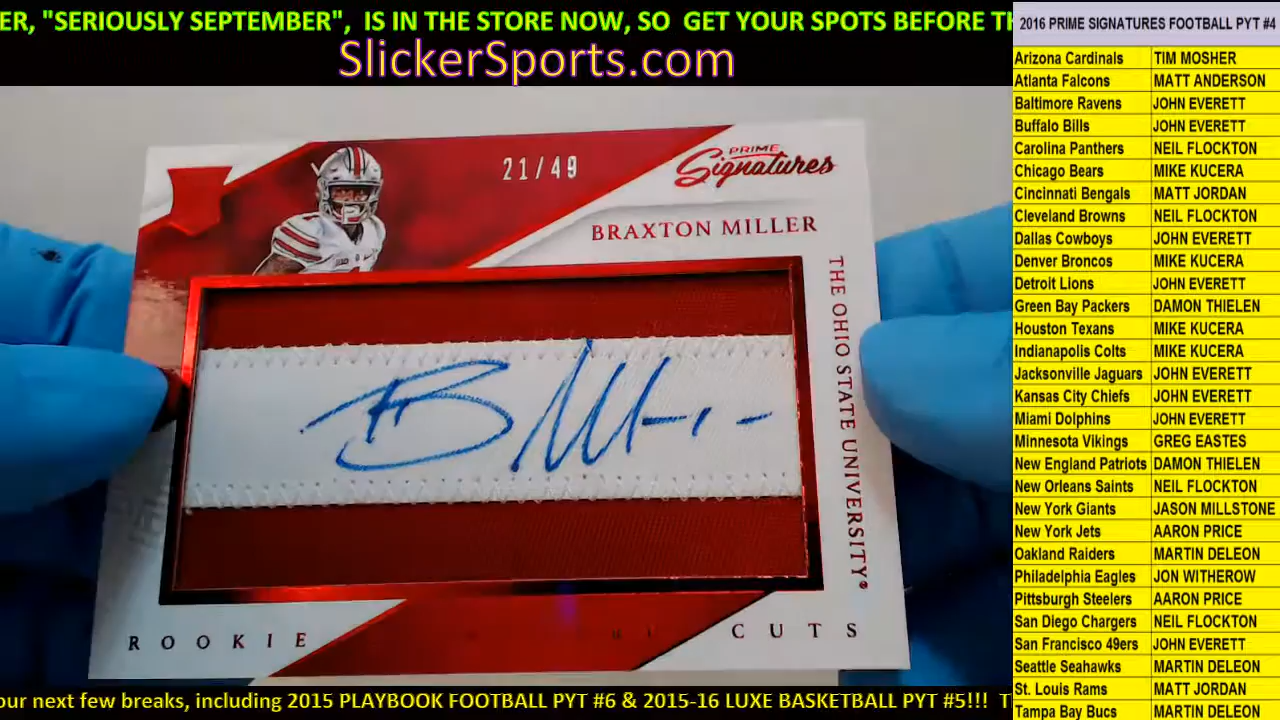 ER, "SERIOUSLY SEPTEMBER", IS IN THE STORE NOW, SO GET YOUR SPOTS BEFORE TH
SlickerSports.com
21/49
PRIME
Signatures
BRAXTON MILLER
THE OHIO STATE UNIVERSITY®
ROOKIE
CUTS
our next few breaks, including 2015 PLAYBOOK FOOTBALL PYT #6 & 2015-16 LUXE BASKETBALL PYT #5!!! T
2016 PRIME SIGNATURES FOOTBALL PYT #4
Arizona Cardinals TIM MOSHER
Atlanta Falcons MATT ANDERSON
Baltimore Ravens JOHN EVERETT
Buffalo Bills JOHN EVERETT
Carolina Panthers NEIL FLOCKTON
Chicago Bears MIKE KUCERA
Cincinnati Bengals MATT JORDAN
Cleveland Browns NEIL FLOCKTON
Dallas Cowboys JOHN EVERETT
Denver Broncos MIKE KUCERA
Detroit LIons JOHN EVERETT
Green Bay Packers DAMON THIELEN
Houston Texans MIKE KUCERA
Indianapolis Colts MIKE KUCERA
Jacksonville Jaguars JOHN EVERETT
Kansas City Chiefs JOHN EVERETT
Miami Dolphins JOHN EVERETT
Minnesota Vikings GREG EASTES
New England Patriots DAMON THIELEN
New Orleans Saints NEIL FLOCKTON
New York Giants JASON MILLSTONE
New York Jets AARON PRICE
Oakland Raiders MARTIN DELEON
Philadelphia Eagles JON WITHEROW
Pittsburgh Steelers AARON PRICE
San Diego Chargers NEIL FLOCKTON
San Francisco 49ers JOHN EVERETT
Seattle Seahawks MARTIN DELEON
St. Louis Rams MATT JORDAN
Tampa Bay Bucs MARTIN DELEON